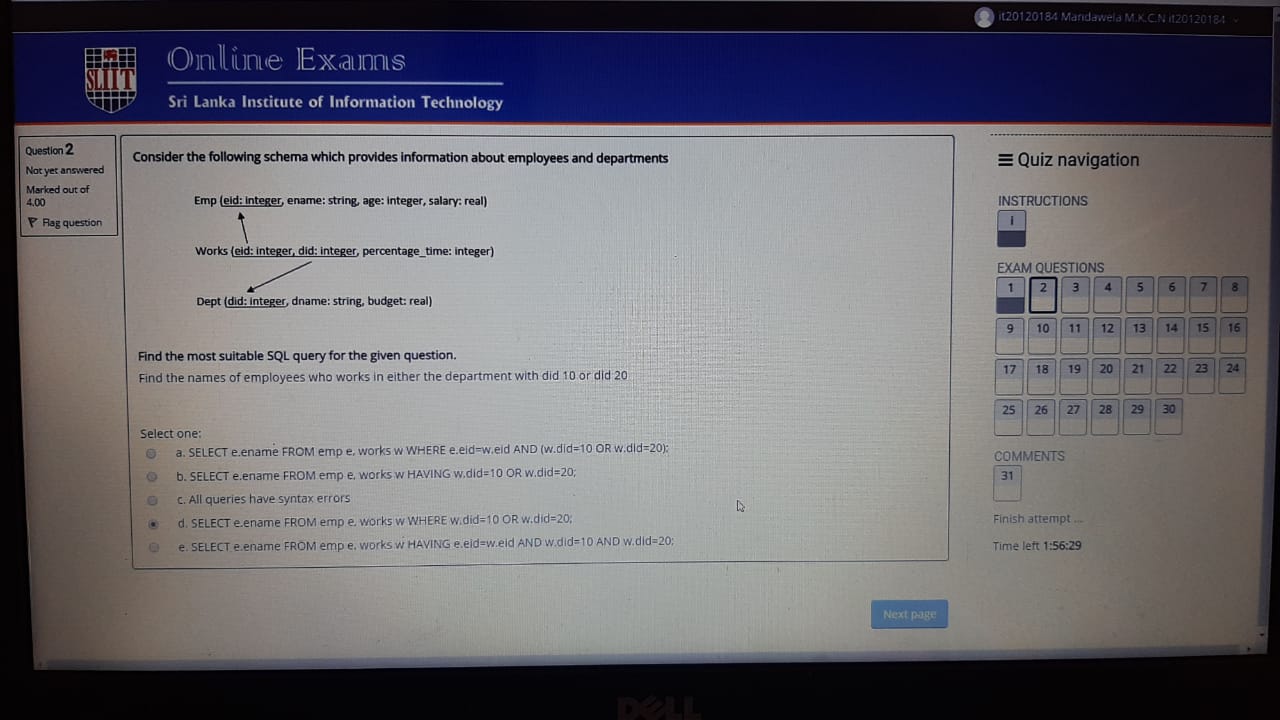 it20120184 Mandawela M.K.C.N it20120184
Online Exams
SLIIT
Sri Lanka Institute of Information Technology
Question 2
Not yet answered
Marked out of
4.00
Flag question
Consider the following schema which provides information about employees and departments
Emp (eid: integer, ename: string, age: integer, salary: real)
Works (eid: integer, did: integer, percentage_time: integer)
Dept (did: integer, dname: string, budget: real)
Find the most suitable SQL query for the given question.
Find the names of employees who works in either the department with did 10 or did 20
Select one:
a. SELECT e.ename FROM emp e, works w WHERE e.eid=w.eid AND (w.did=10 OR w.did=20);
b. SELECT e.ename FROM emp e, works w HAVING w.did=10 OR w.did=20;
c. All queries have syntax errors
d. SELECT e.ename FROM emp e, works w WHERE w.did=10 OR w.did=20;
e. SELECT e.ename FROM emp e, works w HAVING e.eid=w.eid AND w.did=10 AND w.did=20;
Next page
Quiz navigation
INSTRUCTIONS
i
EXAM QUESTIONS
1 2 3 4 5 6 7 8
9 10 11 12 13 14 15 16
17 18 19 20 21 22 23 24
25 26 27 28 29 30
COMMENTS
31
Finish attempt ...
Time left 1:56:29
DELL